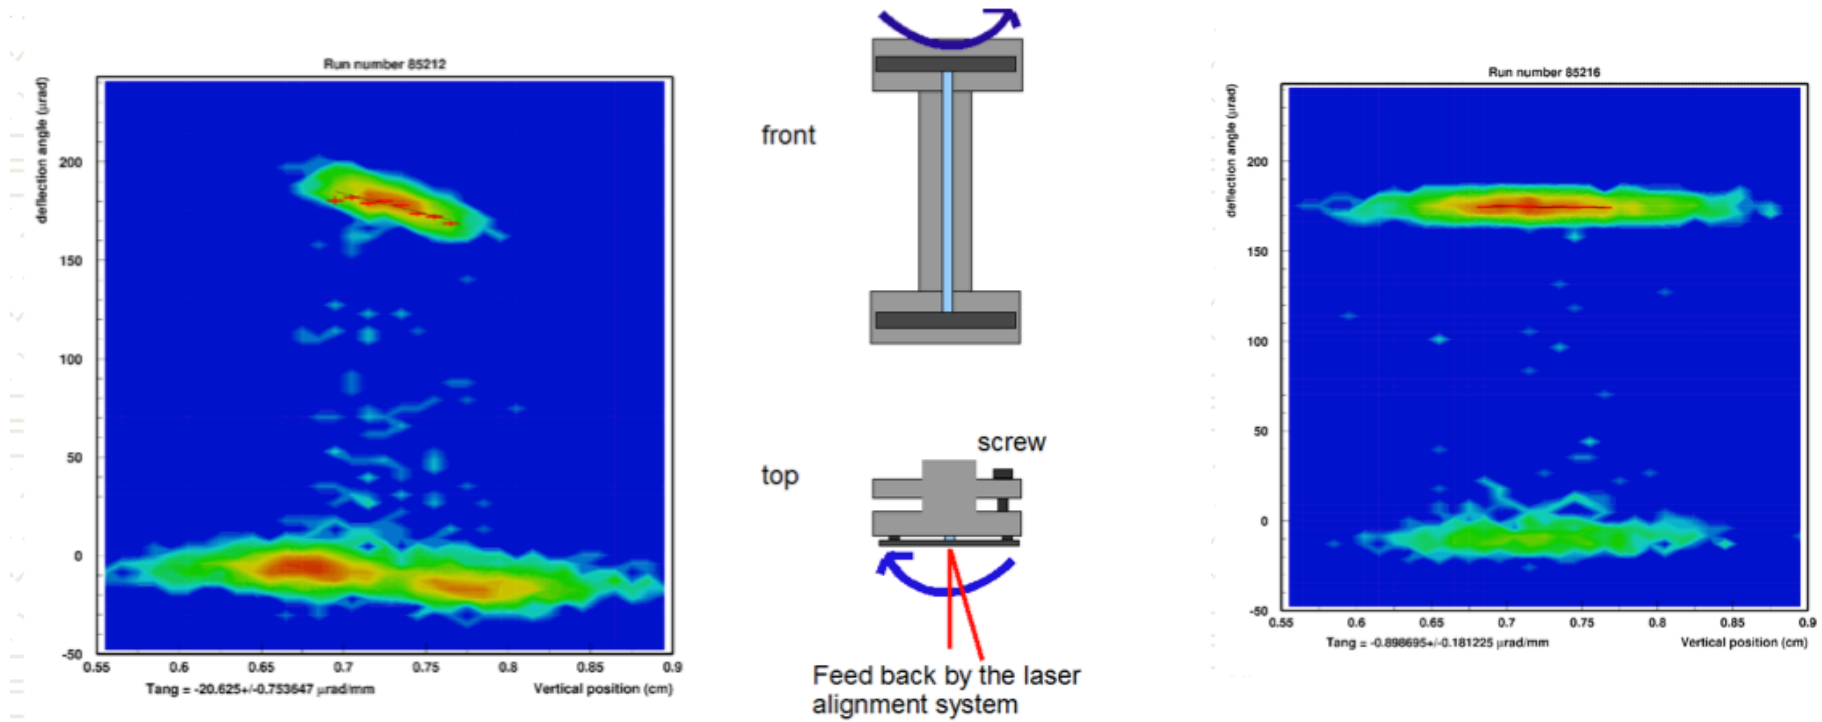 Run number 85212
deflection angle (μrad)
200
150
100
50
0
-50
0.55 0.6 0.65 0.7 0.75 0.8 0.85 0.9
Tang = -20.625+/-0.753647 μrad/mm Vertical position (cm)
front
top
screw
Feed back by the laser
alignment system
Run number 85216
deflection angle (μrad)
200
150
100
50
0
-50
0.55 0.6 0.65 0.7 0.75 0.8 0.85 0.9
Tang = -0.898695+/-0.181225 μrad/mm Vertical position (cm)